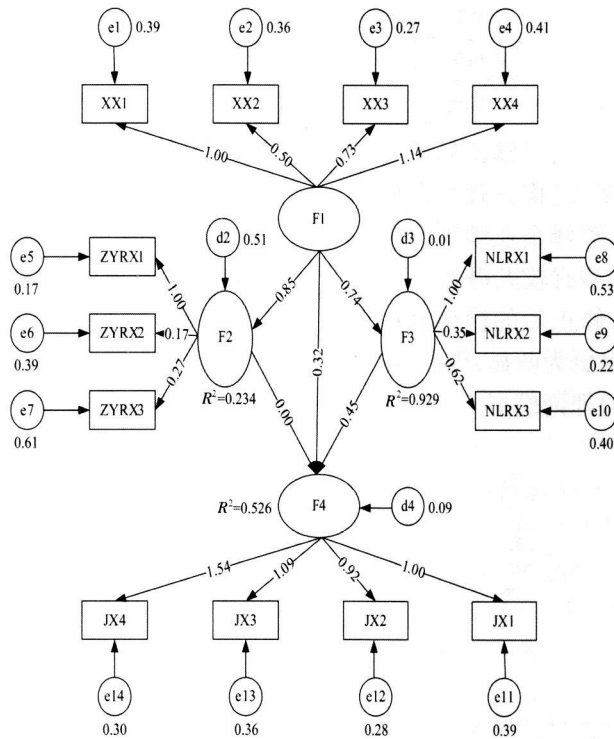 e1 0.39 e2 0.36 e3 0.27 e4 0.41
XX1 XX2 XX3 XX4
1.00 0.50 0.73 1.14
F1
d2 0.51 d3 0.01
e5 ZYRX1 NLRX1 e8
0.17 1.00 0.85 0.74 1.00 0.53
e6 ZYRX2 0.17 F2 0.32 F3 0.35 NLRX2 e9
0.39 0.22
e7 ZYRX3 0.27 0.62 NLRX3 e10
0.61 R²=0.234 0.00 0.45 R²=0.929 0.40
R²=0.526 F4 d4 0.09
1.54 1.09 0.92 1.00
JX4 JX3 JX2 JX1
e14 e13 e12 e11
0.30 0.36 0.28 0.39